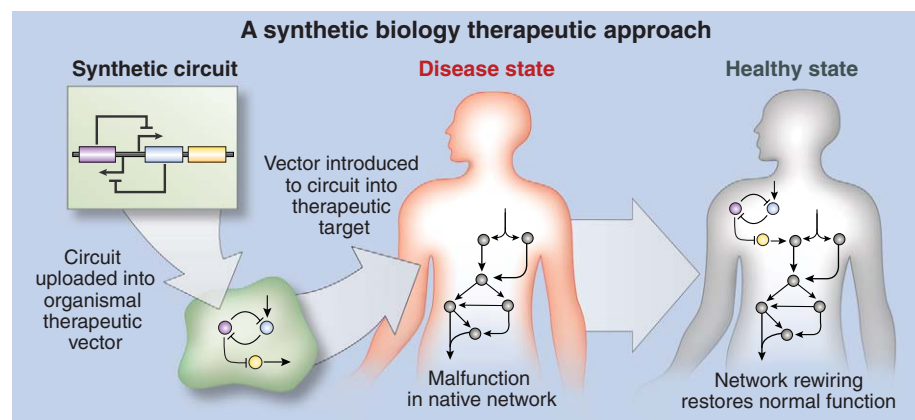 A synthetic biology therapeutic approach
Synthetic circuit
Disease state
Healthy state
Vector introduced
to circuit into
therapeutic
target
Circuit
uploaded into
organismal
therapeutic
vector
Malfunction
in native network
Network rewiring
restores normal function